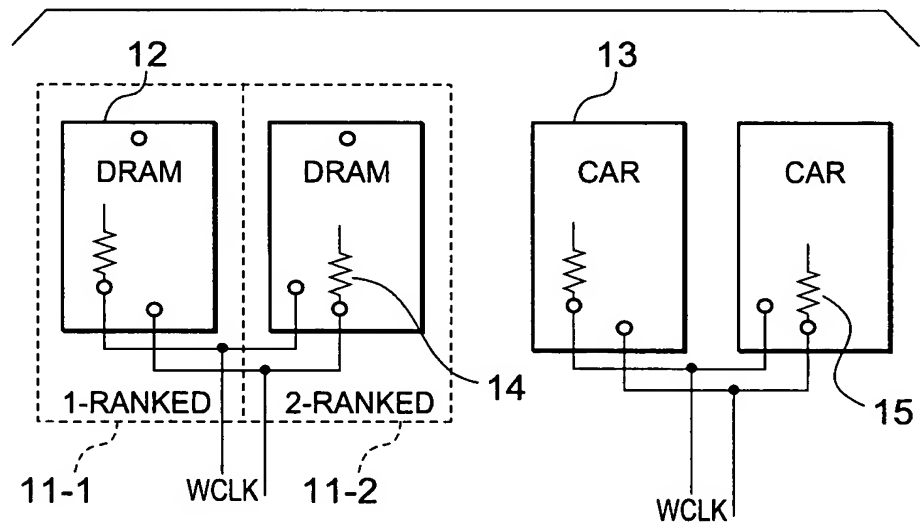 12
13
DRAM
DRAM
CAR
CAR
1-RANKED
2-RANKED
14
15
11-1
WCLK
11-2
WCLK